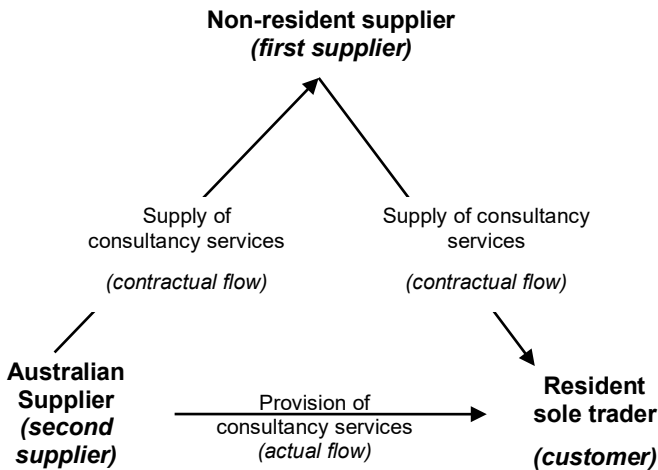 Non-resident supplier
(first supplier)
Supply of
consultancy services
(contractual flow)
Supply of consultancy
services
(contractual flow)
Australian
Supplier
(second
supplier)
Provision of
consultancy services
(actual flow)
Resident
sole trader
(customer)